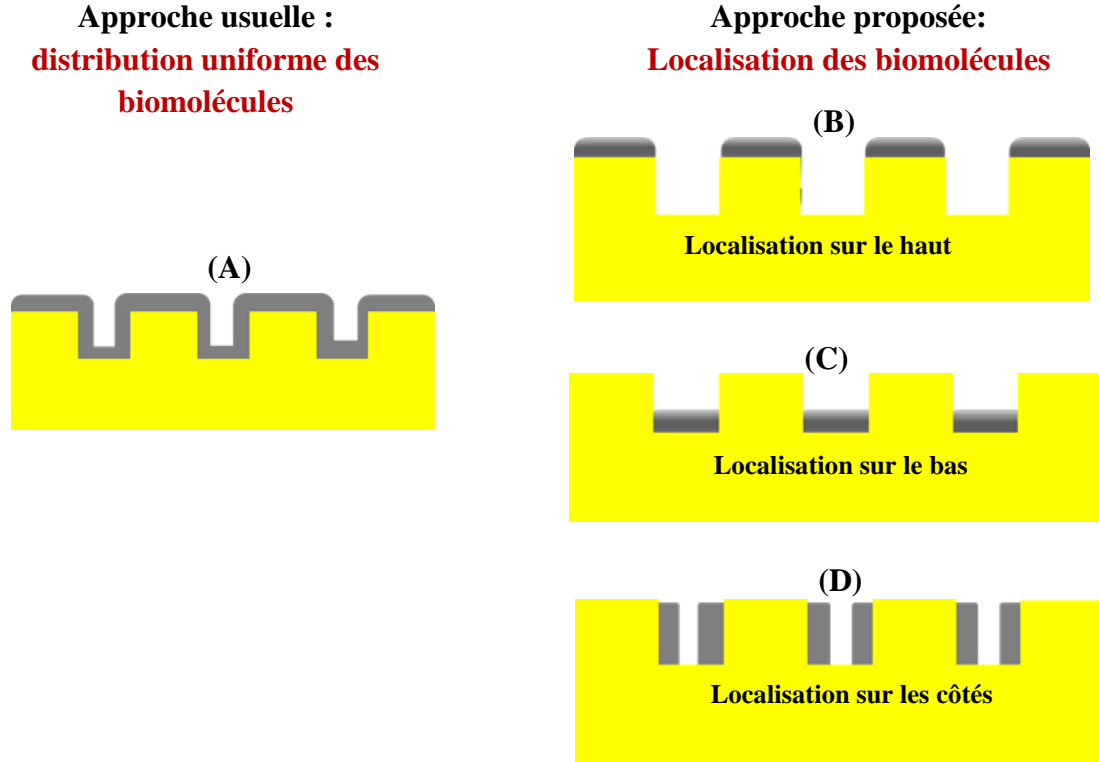 Approche usuelle :
distribution uniforme des
biomolécules
(A)
Approche proposée:
Localisation des biomolécules
(B)
Localisation sur le haut
(C)
Localisation sur le bas
(D)
Localisation sur les côtés